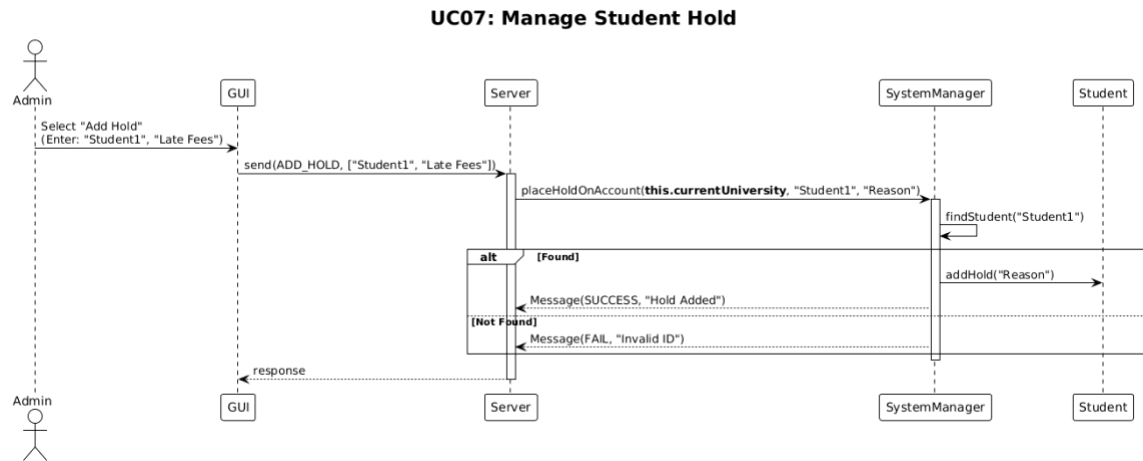 UC07: Manage Student Hold
Admin
GUI
Server
SystemManager
Student
Select "Add Hold"
(Enter: "Student1", "Late Fees")
send(ADD_HOLD, ["Student1", "Late Fees"])
placeHoldOnAccount(this.currentUniversity, "Student1", "Reason")
findStudent("Student1")
alt
[Found]
addHold("Reason")
Message(SUCCESS, "Hold Added")
[Not Found]
Message(FAIL, "Invalid ID")
response
Admin
GUI
Server
SystemManager
Student